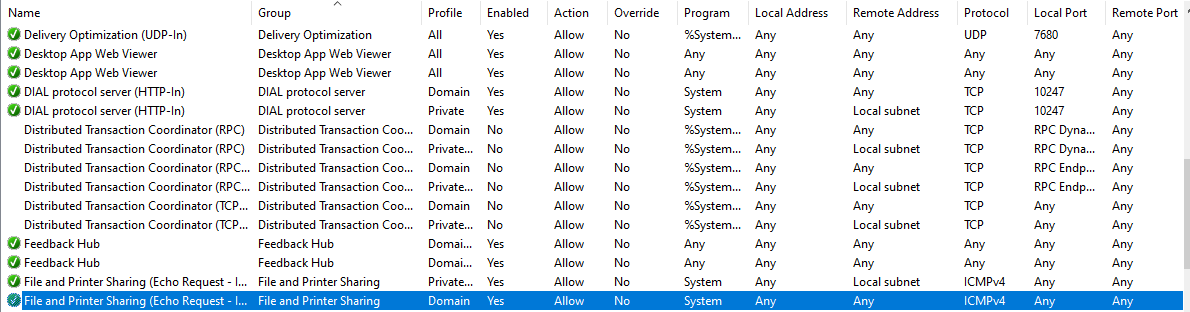 Name Group Profile Enabled Action Override Program Local Address Remote Address Protocol Local Port Remote Port
Delivery Optimization (UDP-In) Delivery Optimization All Yes Allow No %System... Any Any UDP 7680 Any
Desktop App Web Viewer Desktop App Web Viewer All Yes Allow No Any Any Any Any Any Any
Desktop App Web Viewer Desktop App Web Viewer All Yes Allow No Any Any Any Any Any Any
DIAL protocol server (HTTP-In) DIAL protocol server Domain Yes Allow No System Any Any TCP 10247 Any
DIAL protocol server (HTTP-In) DIAL protocol server Private Yes Allow No System Any Local subnet TCP 10247 Any
Distributed Transaction Coordinator (RPC) Distributed Transaction Coo... Domain No Allow No %System... Any Any TCP RPC Dyna... Any
Distributed Transaction Coordinator (RPC) Distributed Transaction Coo... Private... No Allow No %System... Any Local subnet TCP RPC Dyna... Any
Distributed Transaction Coordinator (RPC... Distributed Transaction Coo... Domain No Allow No %System... Any Any TCP RPC Endp... Any
Distributed Transaction Coordinator (RPC... Distributed Transaction Coo... Private... No Allow No %System... Any Local subnet TCP RPC Endp... Any
Distributed Transaction Coordinator (TCP... Distributed Transaction Coo... Domain No Allow No %System... Any Any TCP Any Any
Distributed Transaction Coordinator (TCP... Distributed Transaction Coo... Private... No Allow No %System... Any Local subnet TCP Any Any
Feedback Hub Feedback Hub Domai... Yes Allow No Any Any Any Any Any Any
Feedback Hub Feedback Hub Domai... Yes Allow No Any Any Any Any Any Any
File and Printer Sharing (Echo Request - I... File and Printer Sharing Private... Yes Allow No System Any Local subnet ICMPv4 Any Any
File and Printer Sharing (Echo Request - I... File and Printer Sharing Domain Yes Allow No System Any Any ICMPv4 Any Any